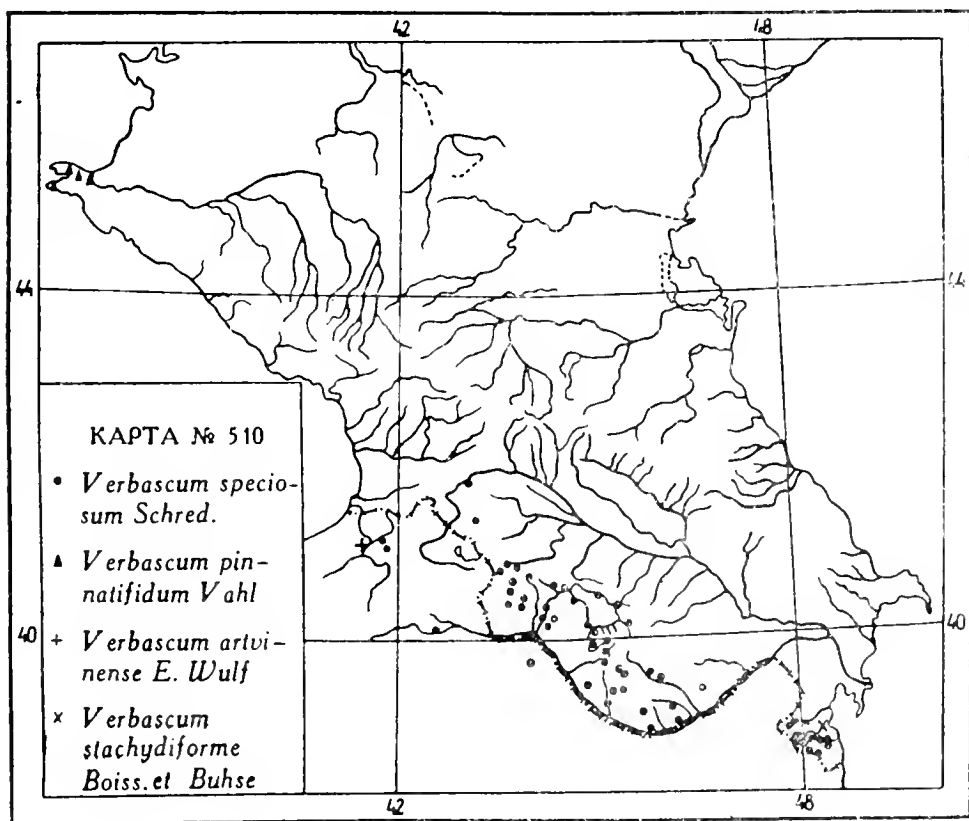 42 48
44 44
КАРТА № 510
• Verbascum specio-
sum Schred.
▲ Verbascum pin-
natifidum Vahl
40 40
+ Verbascum artvi-
nense E. Wulf
× Verbascum
stachydiforme
Boiss. et Buhse
42 48